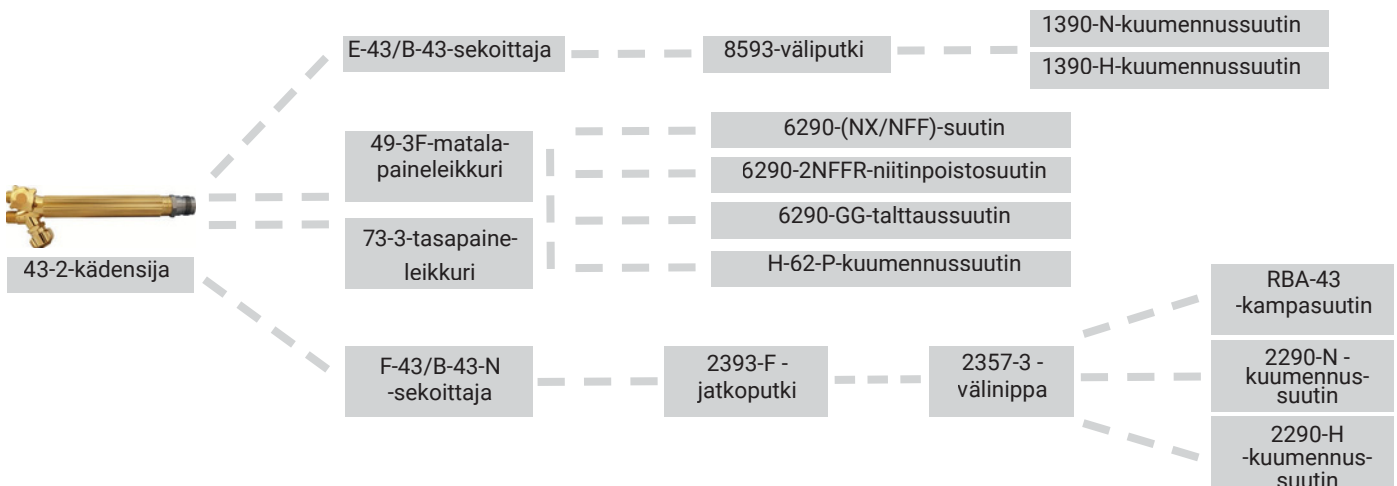 E-43/B-43-sekoittaja
8593-väliputki
1390-N-kuumennussuutin
1390-H-kuumennussuutin
49-3F-matala-
paineleikkuri
73-3-tasapaine-
leikkuri
6290-(NX/NFF)-suutin
6290-2NFFR-niitinpoistosuutin
6290-GG-talttaussuutin
H-62-P-kuumennussuutin
43-2-kädensija
F-43/B-43-N
-sekoittaja
2393-F -
jatkoputki
2357-3 -
välinippa
RBA-43
-kampasuutin
2290-N -
kuumennus-
suutin
2290-H
-kuumennus-
suutin